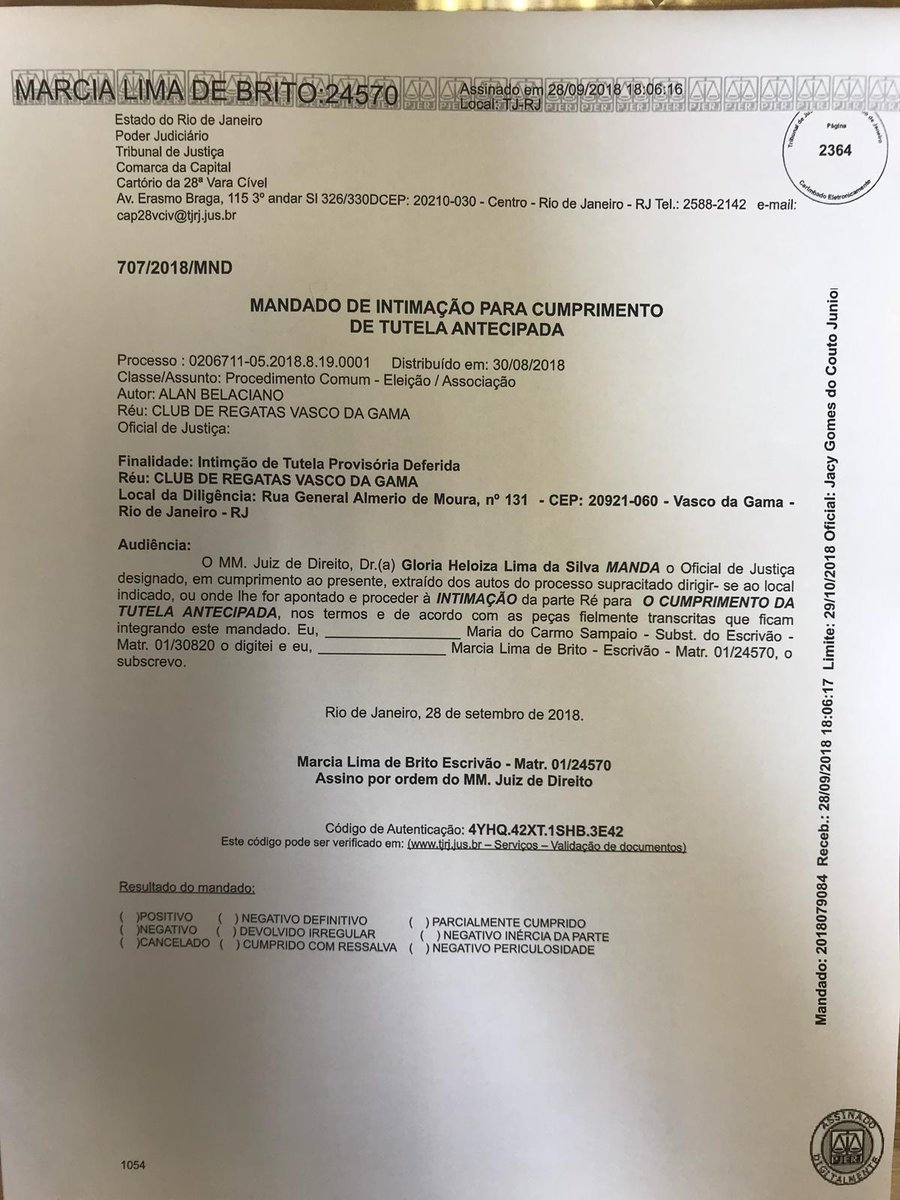 MARCIA LIMA DE BRITO:24570
Assinado em 28/09/2018 18:06:16
Local: TJ-RJ
Estado do Rio de Janeiro
Poder Judiciário
Tribunal de Justiça
Comarca da Capital
Cartório da 28ª Vara Cível
Av. Erasmo Braga, 115 3º andar Sl 326/330DCEP: 20210-030 - Centro - Rio de Janeiro - RJ Tel.: 2588-2142 e-mail:
cap28vciv@tjrj.jus.br
Página
2364
Carimbado Eletronicamente
707/2018/MND
MANDADO DE INTIMAÇÃO PARA CUMPRIMENTO
DE TUTELA ANTECIPADA
Processo : 0206711-05.2018.8.19.0001 Distribuído em: 30/08/2018
Classe/Assunto: Procedimento Comum - Eleição / Associação
Autor: ALAN BELACIANO
Réu: CLUB DE REGATAS VASCO DA GAMA
Oficial de Justiça:
Finalidade: Intimção de Tutela Provisória Deferida
Réu: CLUB DE REGATAS VASCO DA GAMA
Local da Diligência: Rua General Almerio de Moura, nº 131 - CEP: 20921-060 - Vasco da Gama -
Rio de Janeiro - RJ
Audiência:
O MM. Juiz de Direito, Dr.(a) Gloria Heloiza Lima da Silva MANDA o Oficial de Justiça
designado, em cumprimento ao presente, extraído dos autos do processo supracitado dirigir- se ao local
indicado, ou onde lhe for apontado e proceder à INTIMAÇÃO da parte Ré para O CUMPRIMENTO DA
TUTELA ANTECIPADA, nos termos e de acordo com as peças fielmente transcritas que ficam
integrando este mandado. Eu, _________________ Maria do Carmo Sampaio - Subst. do Escrivão -
Matr. 01/30820 o digitei e eu, ________________ Marcia Lima de Brito - Escrivão - Matr. 01/24570, o
subscrevo.
Rio de Janeiro, 28 de setembro de 2018.
Marcia Lima de Brito Escrivão - Matr. 01/24570
Assino por ordem do MM. Juiz de Direito
Código de Autenticação: 4YHQ.42XT.1SHB.3E42
Este código pode ser verificado em: (www.tjrj.jus.br – Serviços – Validação de documentos)
Resultado do mandado:
( )POSITIVO ( ) NEGATIVO DEFINITIVO ( ) PARCIALMENTE CUMPRIDO
( )NEGATIVO ( ) DEVOLVIDO IRREGULAR ( ) NEGATIVO INÉRCIA DA PARTE
( )CANCELADO ( ) CUMPRIDO COM RESSALVA ( ) NEGATIVO PERICULOSIDADE
Mandado: 2018079084 Receb.: 28/09/2018 18:06:17 Limite: 29/10/2018 Oficial: Jacy Gomes do Couto Junio
1054
ASSINADO
PJERJ
DIGITALMENTE